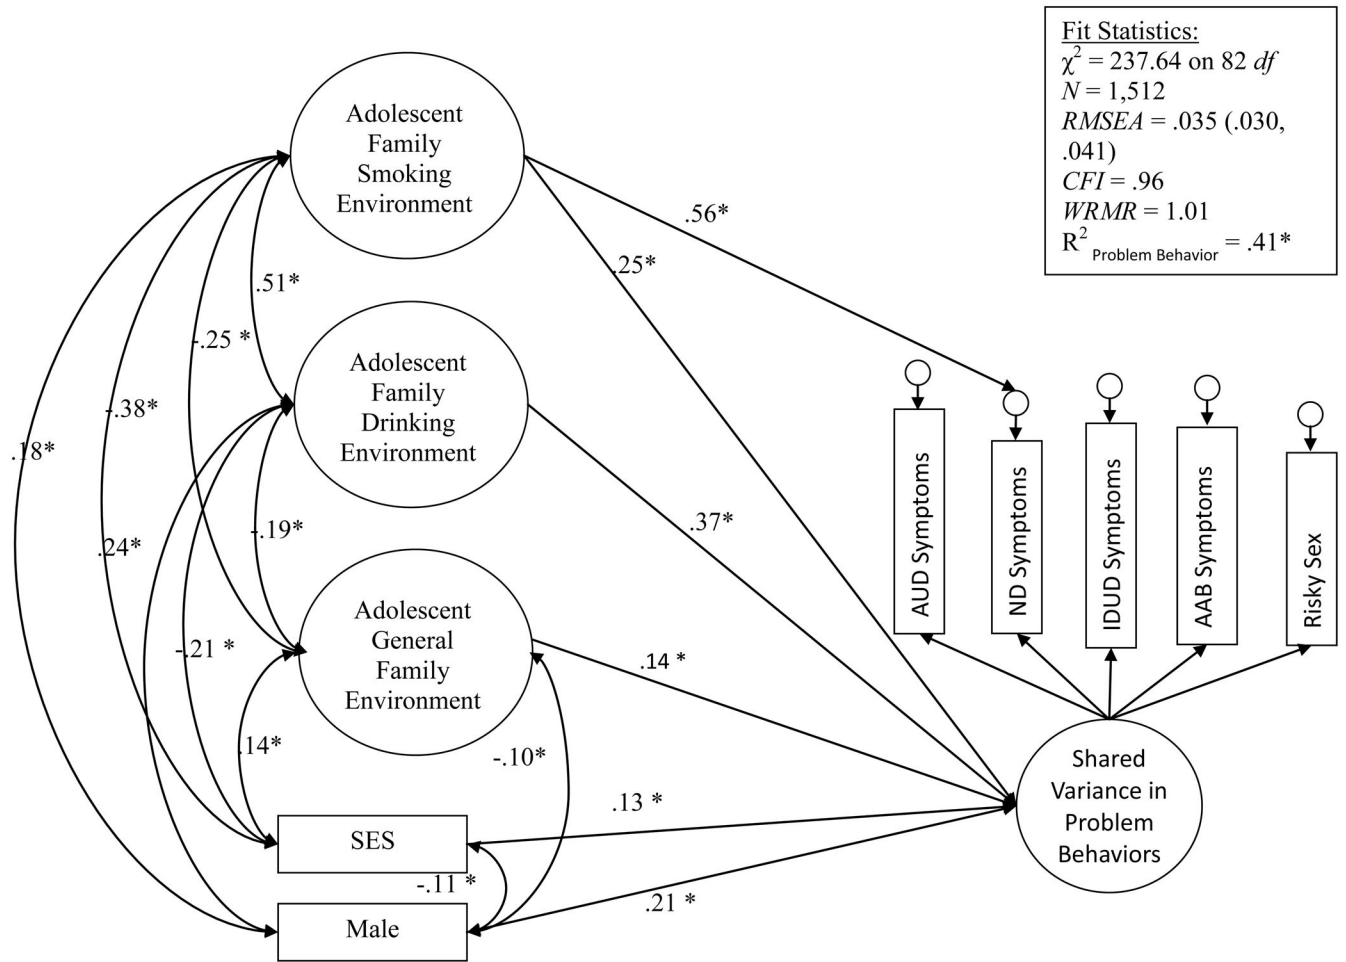 Fit Statistics:
χ² = 237.64 on 82 df
N = 1,512
RMSEA = .035 (.030,
.041)
CFI = .96
WRMR = 1.01
R² Problem Behavior = .41*
Adolescent
Family
Smoking
Environment
.56*
.25*
.51*
-.25 *
Adolescent
Family
Drinking
Environment
-.38*
.18*
.37*
-.19*
.24*
AUD Symptoms
ND Symptoms
IDUD Symptoms
AAB Symptoms
Risky Sex
Adolescent
General
Family
Environment
-.21 *
.14 *
.14*
-.10*
Shared
Variance in
Problem
Behaviors
.13 *
SES
-.11 *
.21 *
Male